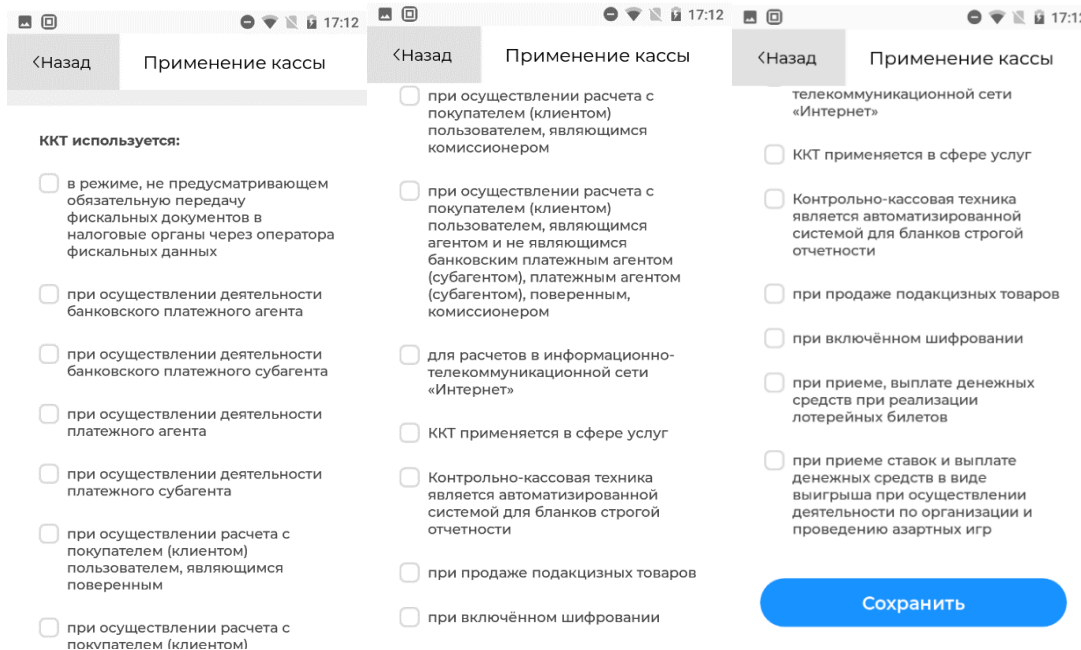 17:12
‹Назад
Применение кассы
ККТ используется:
в режиме, не предусматривающем
обязательную передачу
фискальных документов в
налоговые органы через оператора
фискальных данных
при осуществлении деятельности
банковского платежного агента
при осуществлении деятельности
банковского платежного субагента
при осуществлении деятельности
платежного агента
при осуществлении деятельности
платежного субагента
при осуществлении расчета с
покупателем (клиентом)
пользователем, являющимся
поверенным
при осуществлении расчета с
покупателем (клиентом)
17:12
‹Назад
Применение кассы
при осуществлении расчета с
покупателем (клиентом)
пользователем, являющимся
комиссионером
при осуществлении расчета с
покупателем (клиентом)
пользователем, являющимся
агентом и не являющимся
банковским платежным агентом
(субагентом), платежным агентом
(субагентом), поверенным,
комиссионером
для расчетов в информационно-
телекоммуникационной сети
«Интернет»
ККТ применяется в сфере услуг
Контрольно-кассовая техника
является автоматизированной
системой для бланков строгой
отчетности
при продаже подакцизных товаров
при включённом шифровании
17:12
‹Назад
Применение кассы
телекоммуникационной сети
«Интернет»
ККТ применяется в сфере услуг
Контрольно-кассовая техника
является автоматизированной
системой для бланков строгой
отчетности
при продаже подакцизных товаров
при включённом шифровании
при приеме, выплате денежных
средств при реализации
лотерейных билетов
при приеме ставок и выплате
денежных средств в виде
выигрыша при осуществлении
деятельности по организации и
проведению азартных игр
Сохранить